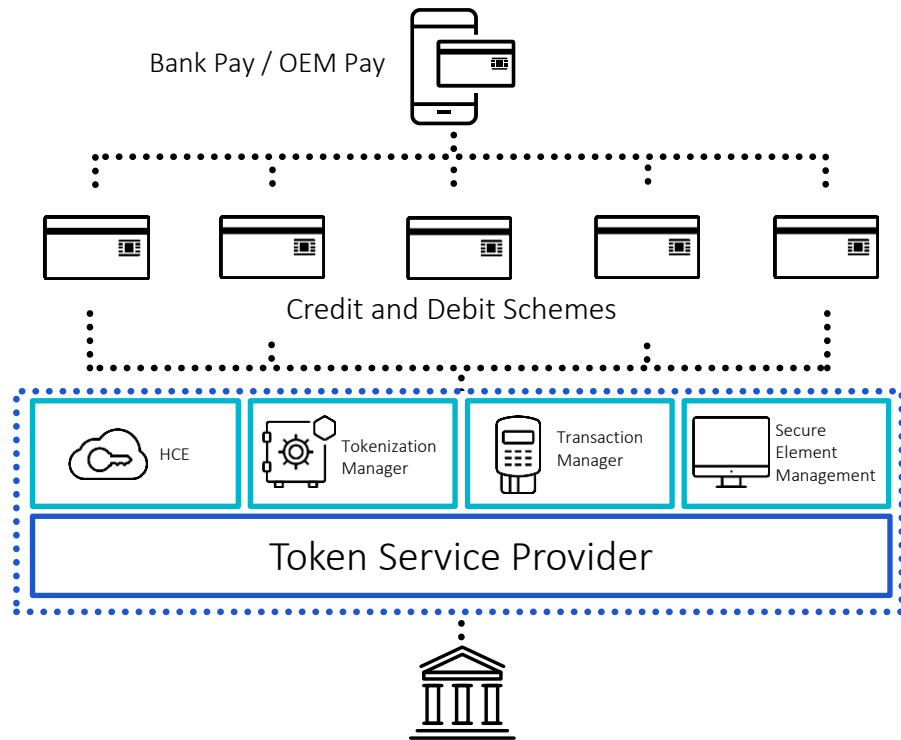 Bank Pay / OEM Pay
Credit and Debit Schemes
HCE
Tokenization
Manager
Transaction
Manager
Secure
Element
Management
Token Service Provider